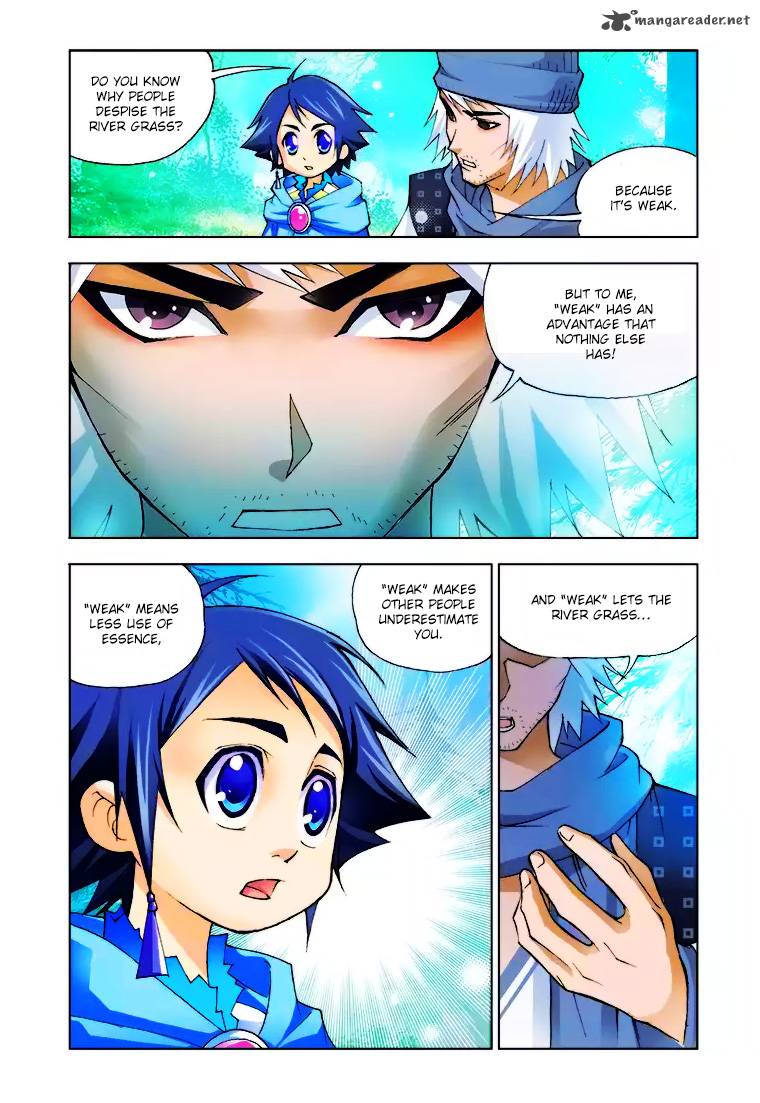 mangareader.net
DO YOU KNOW
WHY PEOPLE
DESPISE THE
RIVER GRASS?
BECAUSE
IT'S WEAK.
BUT TO ME,
"WEAK" HAS AN
ADVANTAGE THAT
NOTHING ELSE
HAS!
"WEAK" MEANS
LESS USE OF
ESSENCE,
"WEAK" MAKES
OTHER PEOPLE
UNDERESTIMATE
YOU.
AND "WEAK" LETS THE
RIVER GRASS...